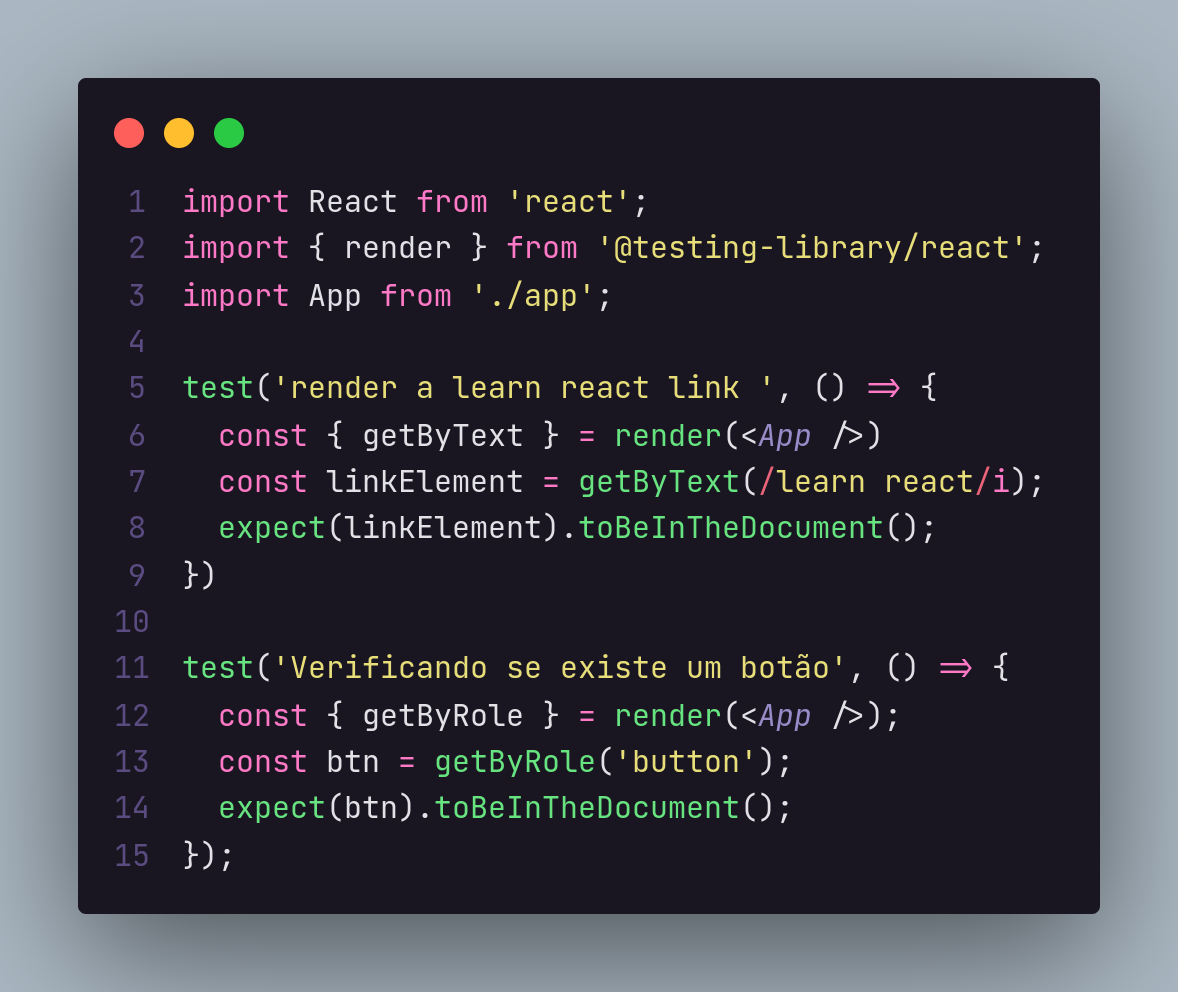 1 import React from 'react';
2 import { render } from '@testing-library/react';
3 import App from './app';
4
5 test('render a learn react link ', () => {
6   const { getByText } = render(<App />)
7   const linkElement = getByText(/learn react/i);
8   expect(linkElement).toBeInTheDocument();
9 })
10
11 test('Verificando se existe um botão', () => {
12   const { getByRole } = render(<App />);
13   const btn = getByRole('button');
14   expect(btn).toBeInTheDocument();
15 });